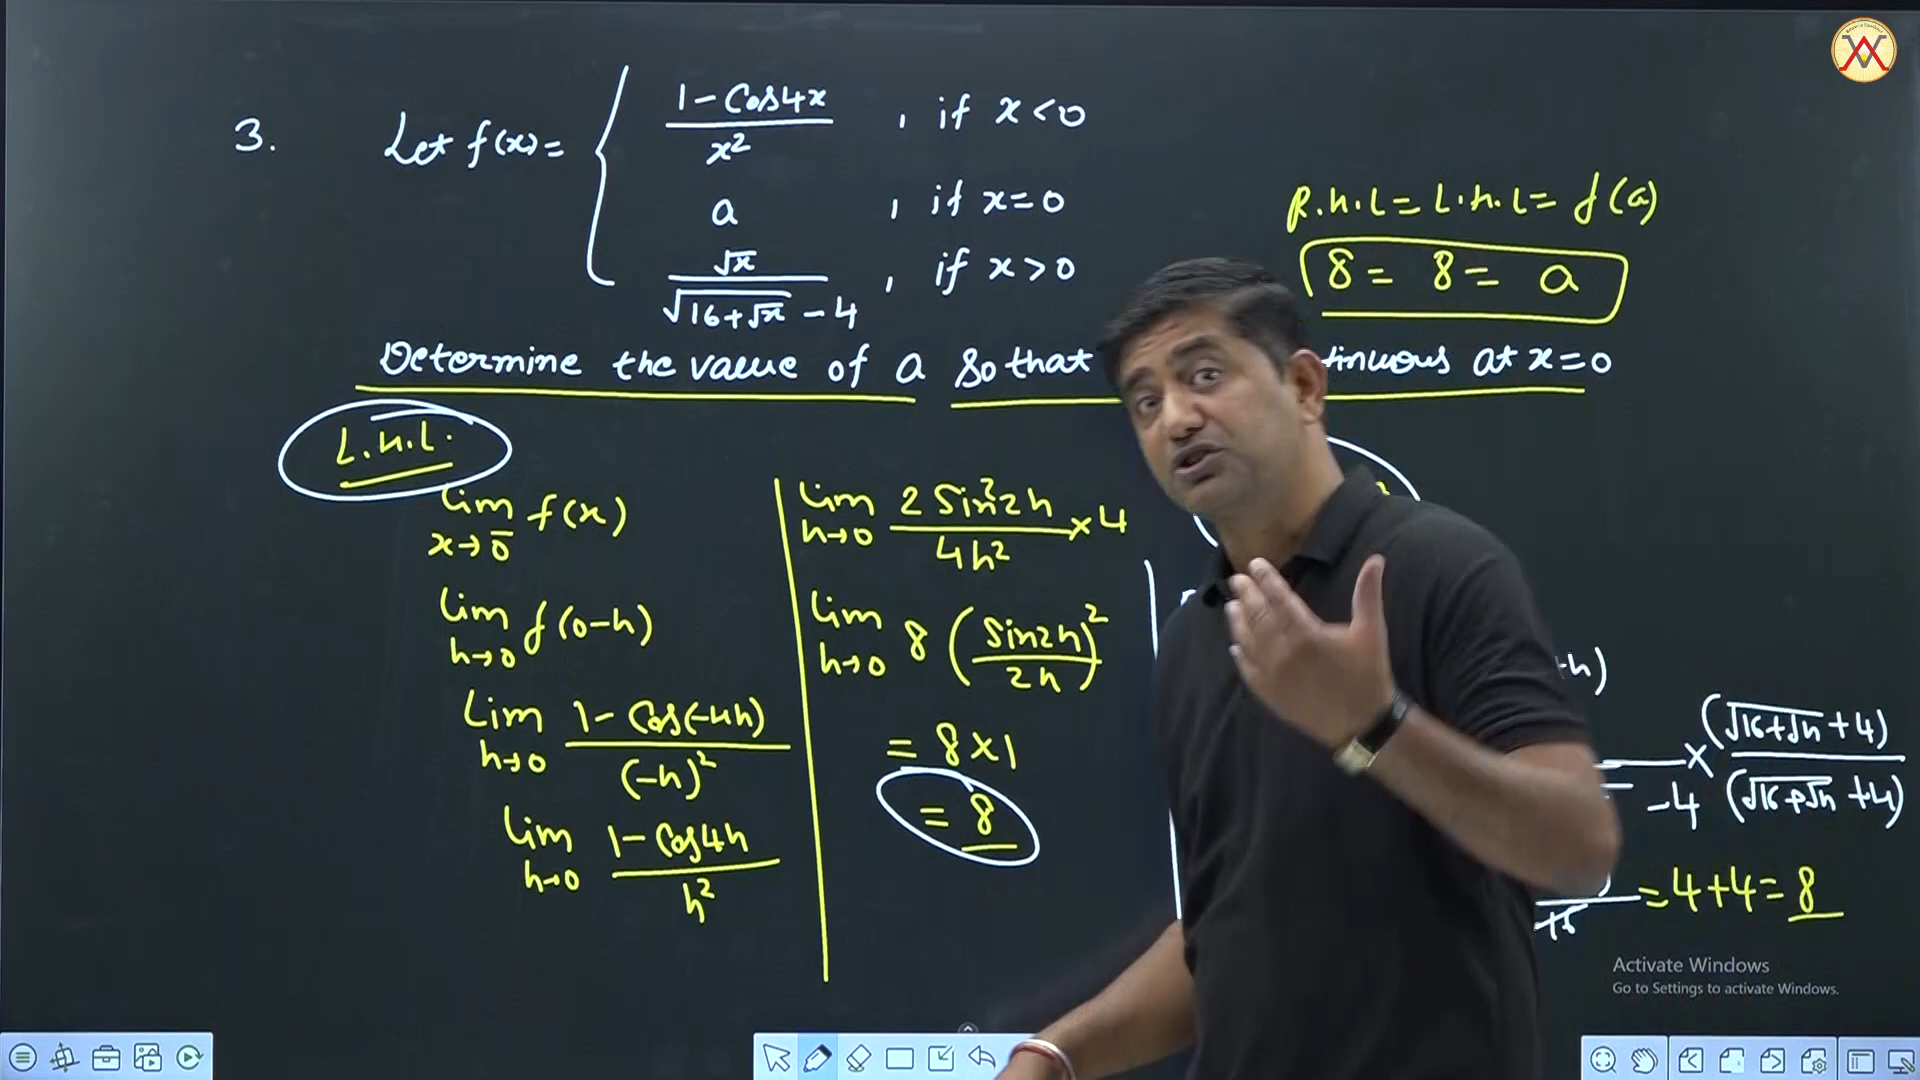 3. Let f(x) = { 1 - Cos4x / x² , if x < 0
a , if x = 0
√x / √16+√x - 4 , if x > 0
R.H.L = L.H.L = f(a)
8 = 8 = a
Determine the value of a so that tinuous at x = 0
L.H.L.
lim x→0⁻ f(x)
lim h→0 f(0-h)
Lim h→0 1 - Cos(-4h) / (-h)²
Lim h→0 1 - Cos4h / h²
Lim h→0 2 Sin²2h / 4h² × 4
Lim h→0 8 (Sin2h / 2h)²
= 8 × 1
= 8
+h)
-4 × (√16+√h + 4) / (√16+√h + 4)
= 4 + 4 = 8
Activate Windows
Go to Settings to activate Windows.